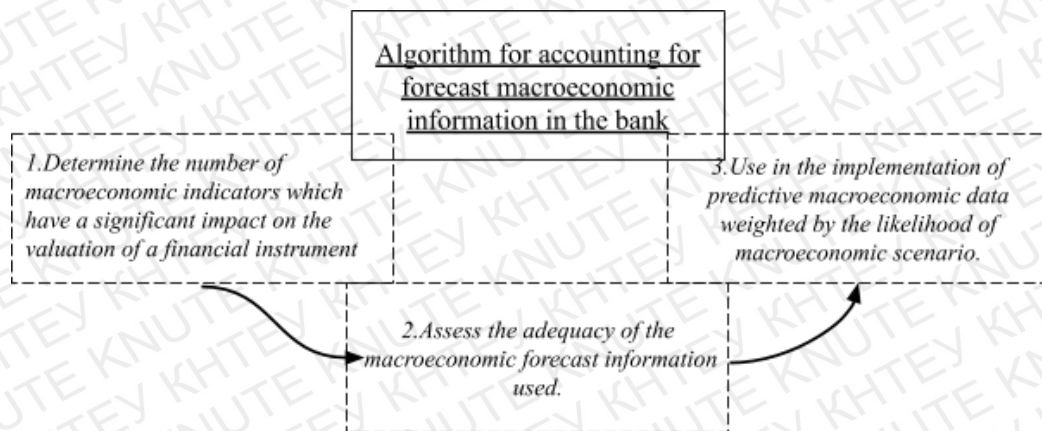 Algorithm for accounting for
forecast macroeconomic
information in the bank
1.Determine the number of
macroeconomic indicators which
have a significant impact on the
valuation of a financial instrument
2.Assess the adequacy of the
macroeconomic forecast information
used.
3.Use in the implementation of
predictive macroeconomic data
weighted by the likelihood of
macroeconomic scenario.